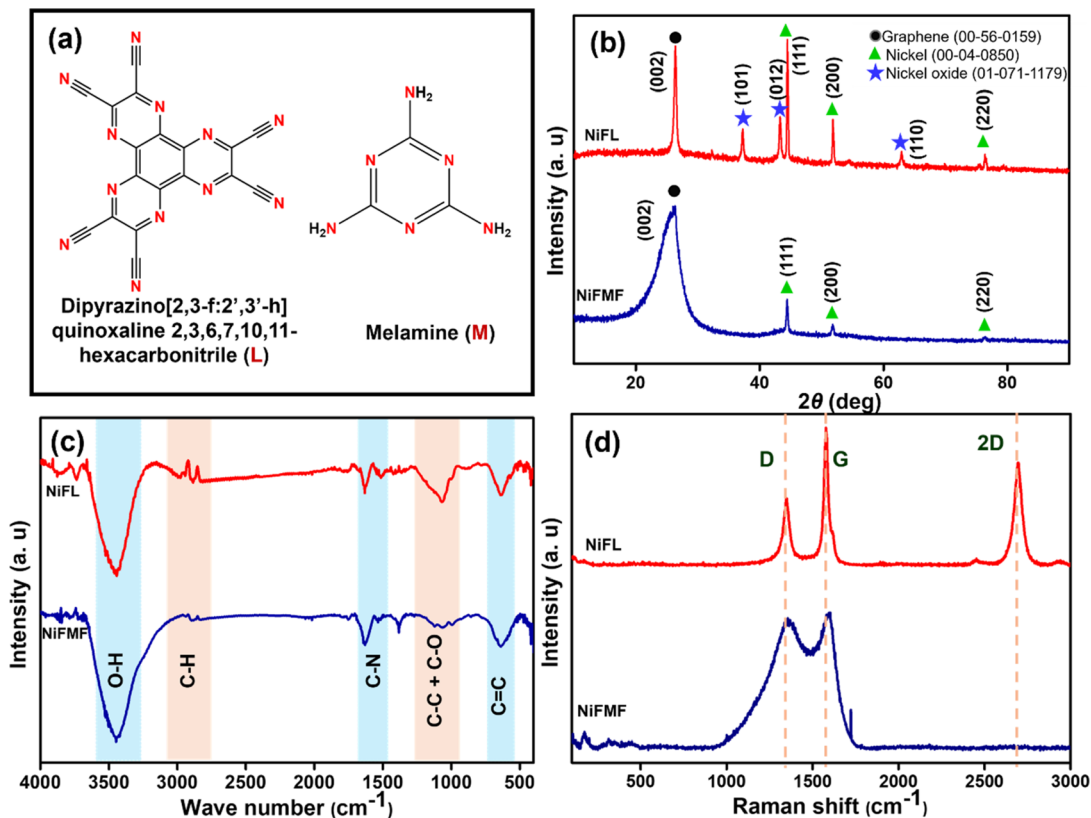 (a)
N
N
N
N
N
N
N
N
N
N
N
N
Dipyrazino[2,3-f:2’,3’-h]
quinoxaline 2,3,6,7,10,11-
hexacarbonitrile (L)
NH2
N
N
N
H2N
NH2
Melamine (M)
(b)
Graphene (00-56-0159)
Nickel (00-04-0850)
Nickel oxide (01-071-1179)
(002)
(101)
(012)
(111)
(200)
(110)
(220)
NiFL
(002)
(111)
(200)
(220)
NiFMF
Intensity (a. u)
20 40 60 80
2θ (deg)
(c)
NiFL
NiFMF
O-H
C-H
C-N
C-C + C-O
C=C
Intensity (a. u)
4000 3500 3000 2500 2000 1500 1000 500
Wave number (cm-1)
(d)
D
G
2D
NiFL
NiFMF
Intensity (a. u)
500 1000 1500 2000 2500 3000
Raman shift (cm-1)